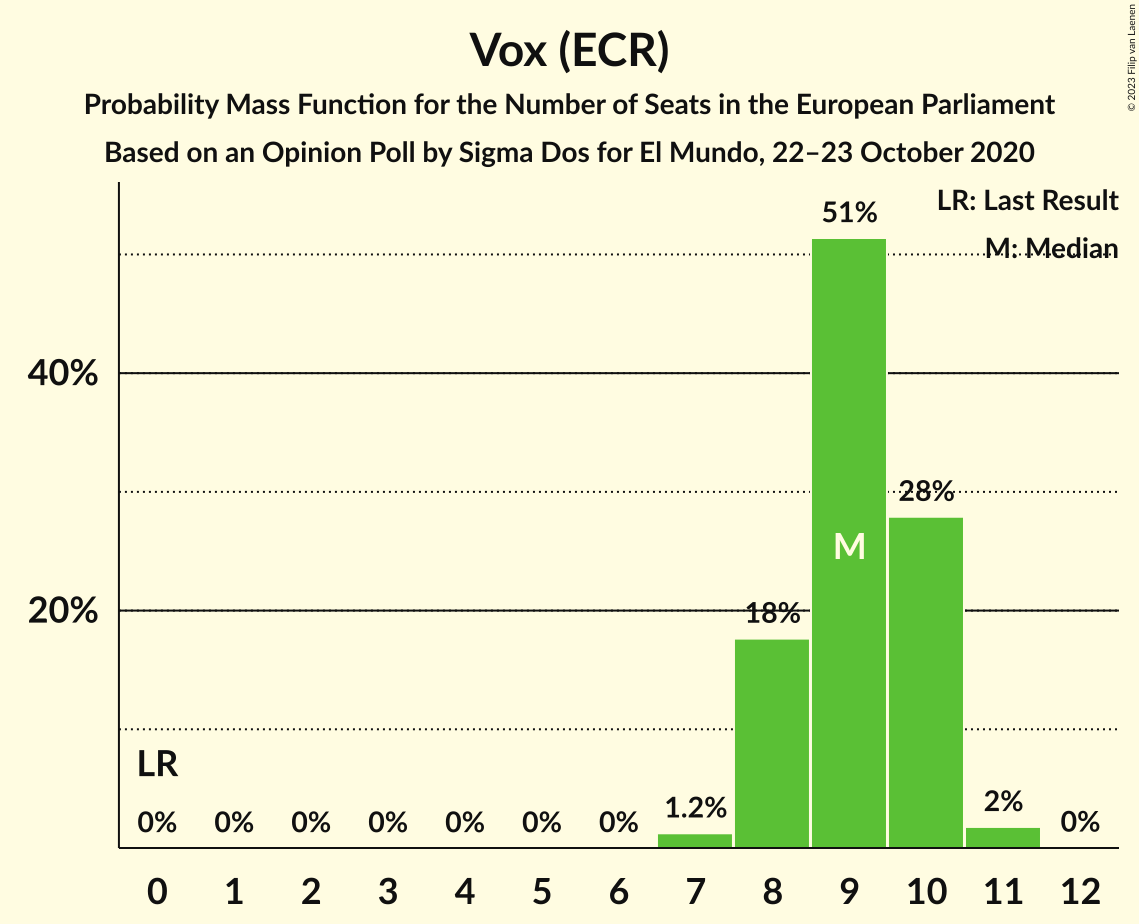 © 2023 Filip van Laenen
Vox (ECR)
Probability Mass Function for the Number of Seats in the European Parliament
Based on an Opinion Poll by Sigma Dos for El Mundo, 22–23 October 2020
LR: Last Result
M: Median
51%
40%
28%
M
20%
18%
LR
0% 0% 0% 0% 0% 0% 0% 1.2% 2% 0%
0 1 2 3 4 5 6 7 8 9 10 11 12